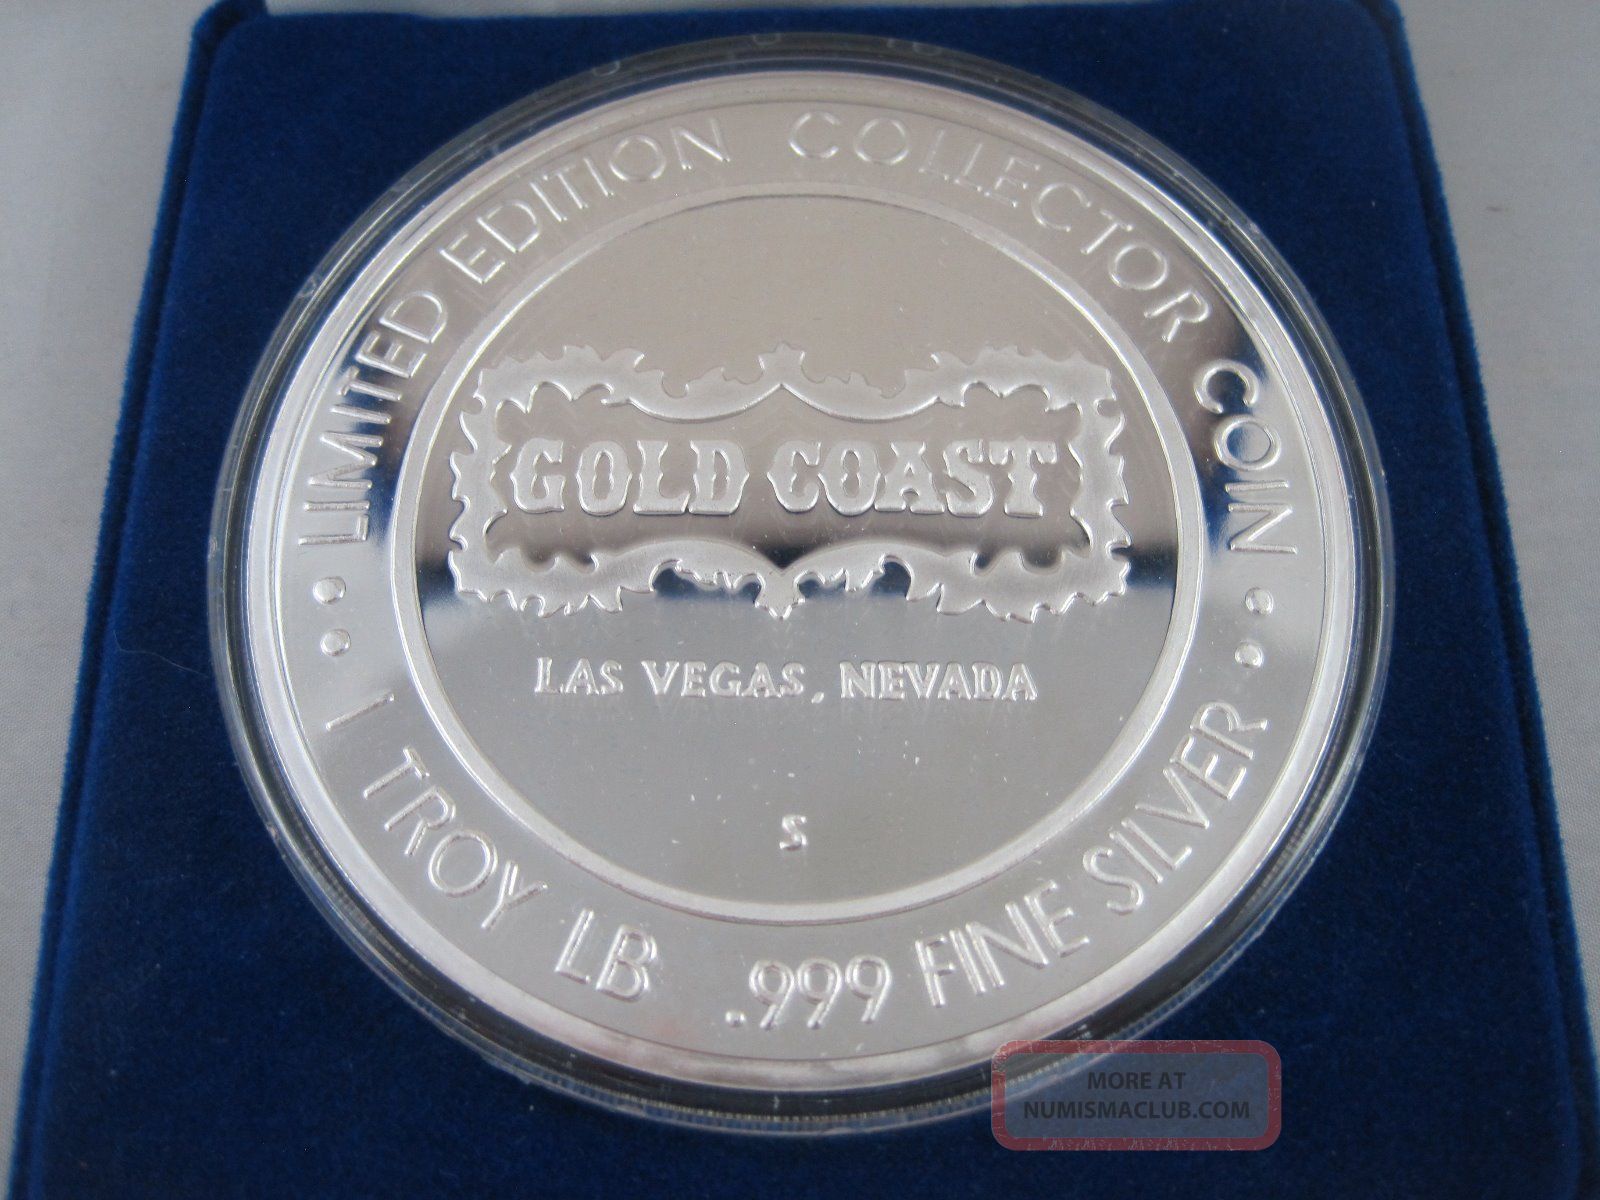 LIMITED EDITION COLLECTOR COIN
GOLD COAST
LAS VEGAS, NEVADA
S
1 TROY LB .999 FINE SILVER
MORE AT
NUMISMACLUB.COM